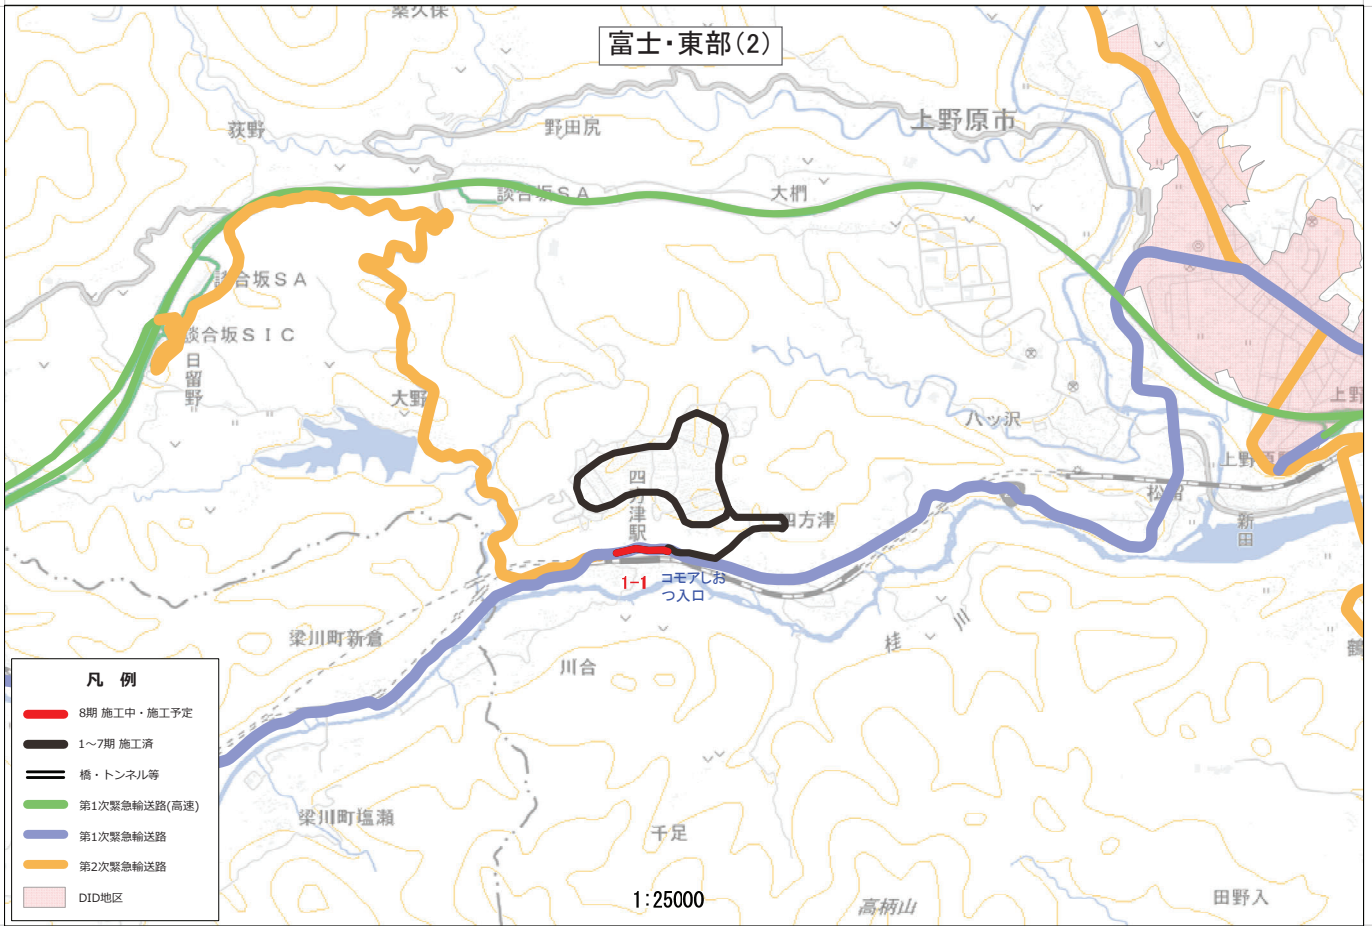 桑久保
富士・東部(2)
荻野
野田尻
上野原市
談合坂SA
大椚
談合坂SA
談合坂SIC
日留野
大野
八ッ沢
上野
上野原
四方津駅
四方津
松留
新田
1-1
コモアしお
つ入口
桂川
鶴
梁川町新倉
川合
凡 例
8期 施工中・施工予定
1～7期 施工済
橋・トンネル等
第1次緊急輸送路(高速)
第1次緊急輸送路
第2次緊急輸送路
DID地区
梁川町塩瀬
千足
1:25000
高柄山
田野入